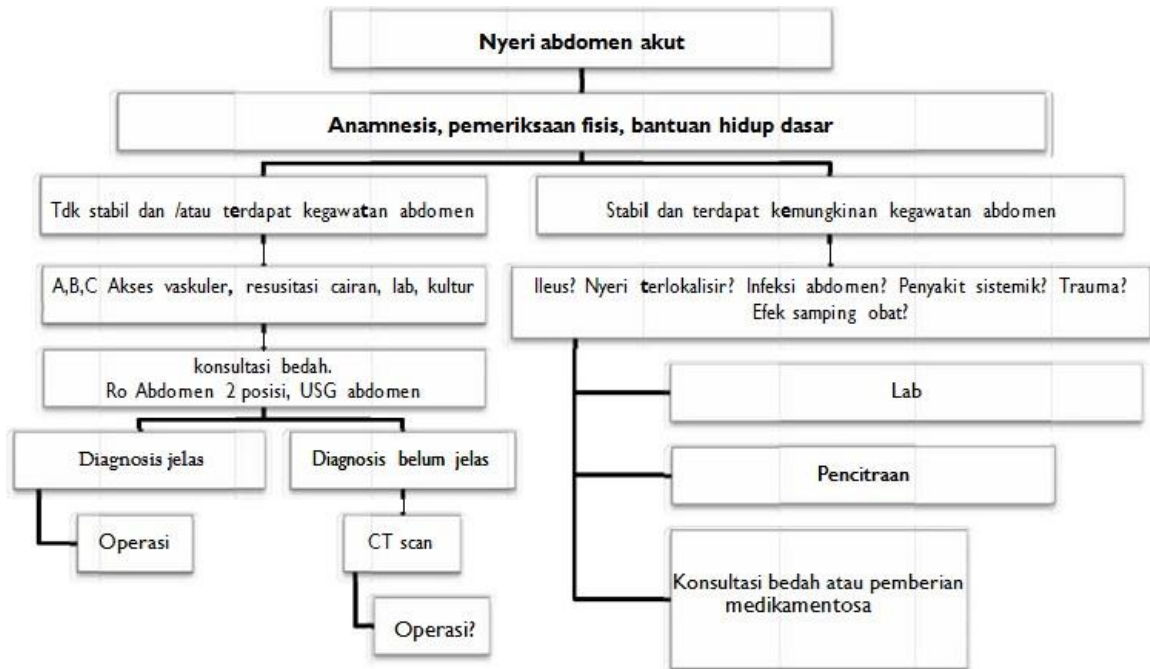 Nyeri abdomen akut
Anamnesis, pemeriksaan fisis, bantuan hidup dasar
Tdk stabil dan /atau terdapat kegawatan abdomen
Stabil dan terdapat kemungkinan kegawatan abdomen
A,B,C Akses vaskuler, resusitasi cairan, lab, kultur
Ileus? Nyeri terlokalisir? Infeksi abdomen? Penyakit sistemik? Trauma?
Efek samping obat?
konsultasi bedah.
Ro Abdomen 2 posisi, USG abdomen
Lab
Diagnosis jelas
Diagnosis belum jelas
Pencitraan
Operasi
CT scan
Konsultasi bedah atau pemberian
medikamentosa
Operasi?